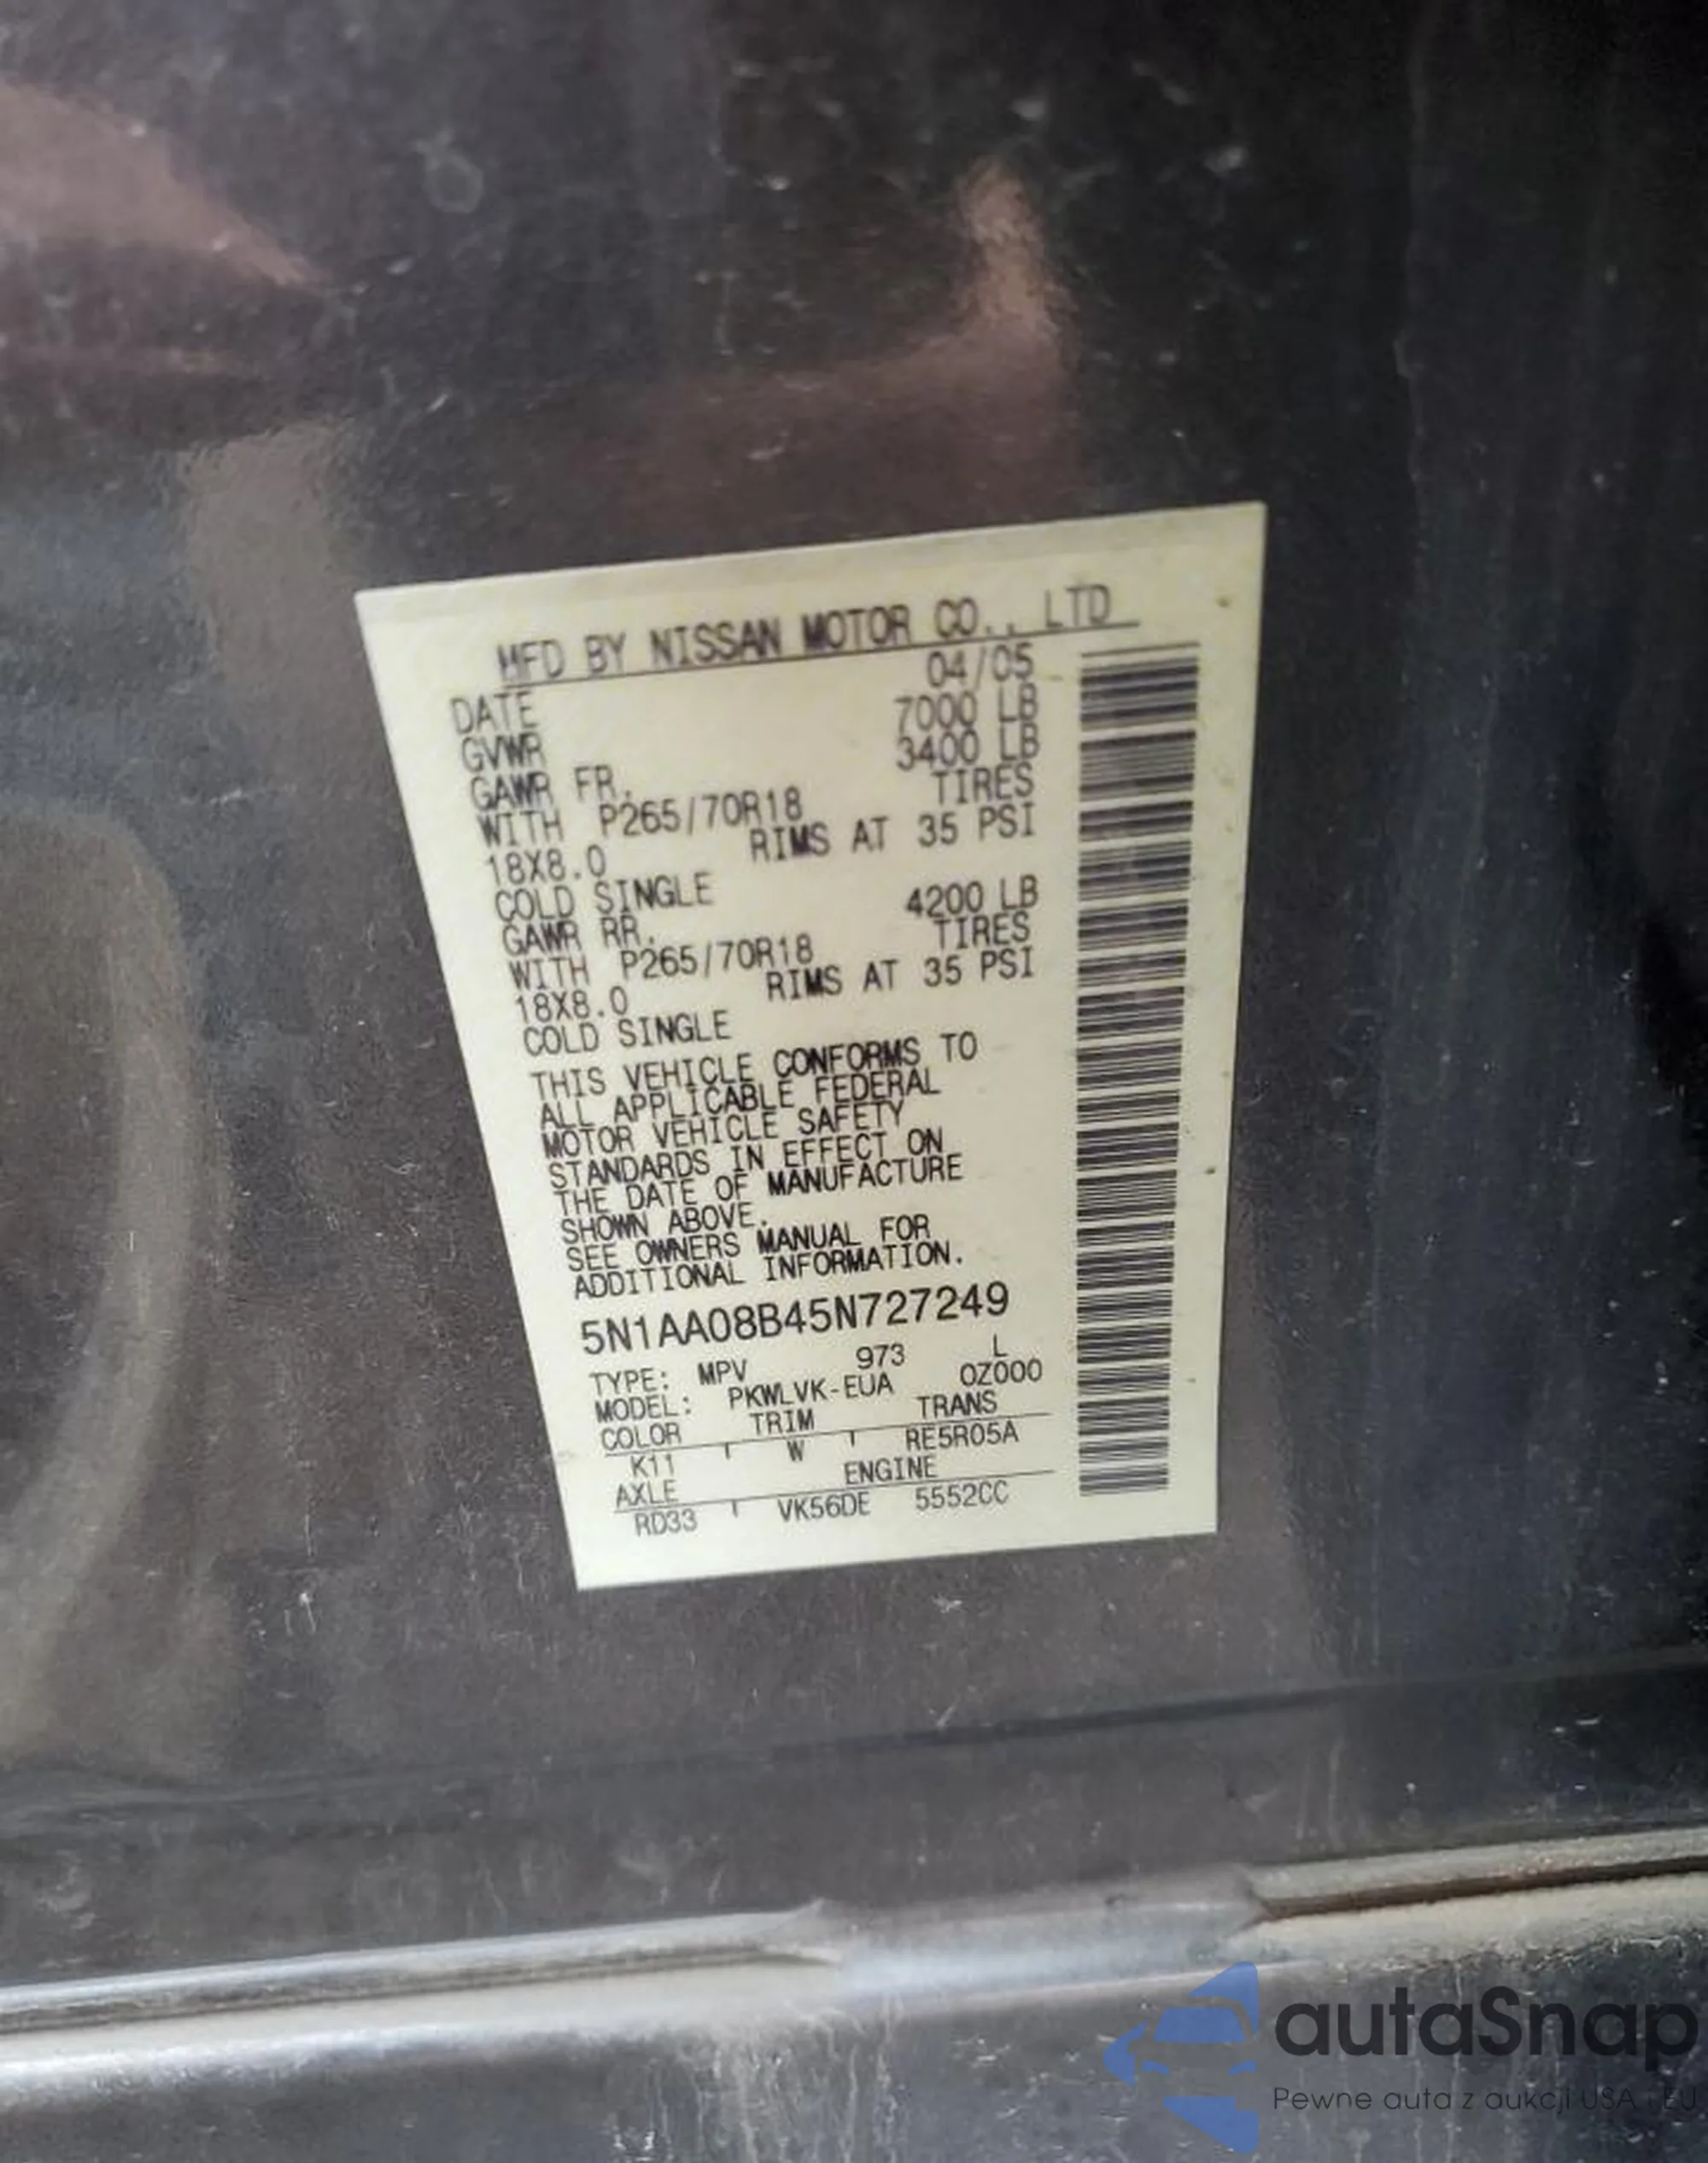 MFD BY NISSAN MOTOR CO., LTD
DATE 04/05
GVWR 7000 LB
GAWR FR. 3400 LB
WITH P265/70R18 TIRES
18X8.0 RIMS AT 35 PSI
COLD SINGLE
GAWR RR. 4200 LB
WITH P265/70R18 TIRES
18X8.0 RIMS AT 35 PSI
COLD SINGLE
THIS VEHICLE CONFORMS TO
ALL APPLICABLE FEDERAL
MOTOR VEHICLE SAFETY
STANDARDS IN EFFECT ON
THE DATE OF MANUFACTURE
SHOWN ABOVE.
SEE OWNERS MANUAL FOR
ADDITIONAL INFORMATION.
5N1AA08B45N727249
TYPE: MPV 973 L
MODEL: PKWLVK-EUA 0Z000
COLOR TRIM TRANS
K11 W RE5R05A
AXLE ENGINE
RD33 VK56DE 5552CC
autaSnap
Pewne auta z aukcji USA i EU